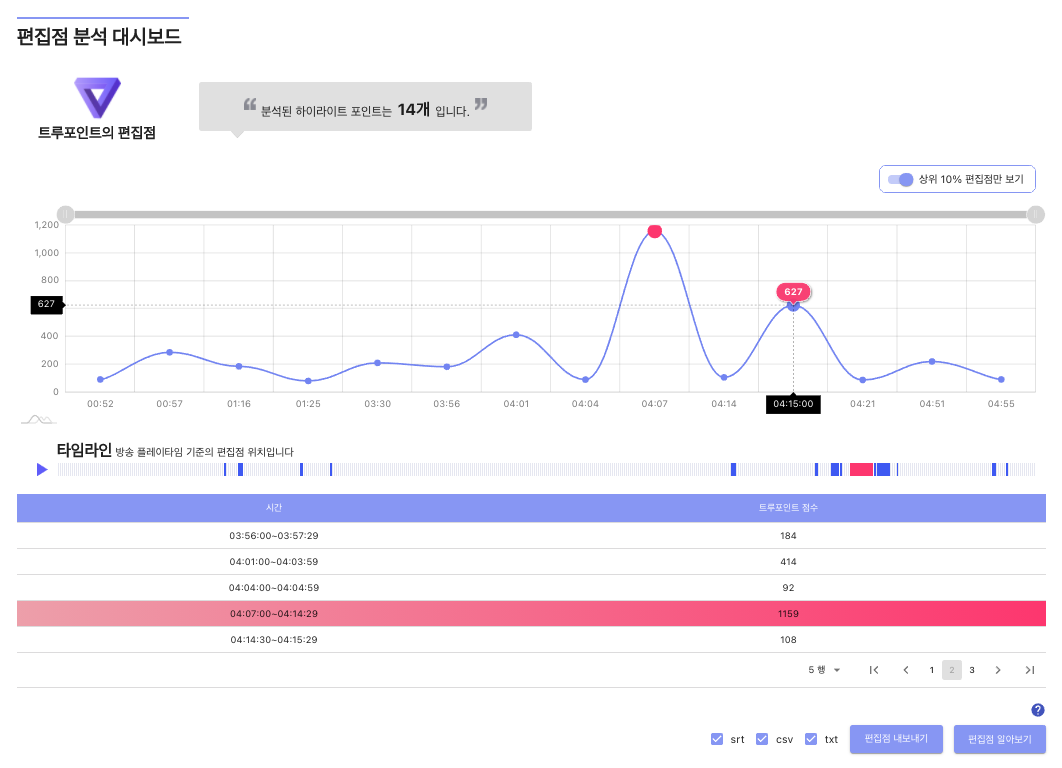 편집점 분석 대시보드
트루포인트의 편집점
“ 분석된 하이라이트 포인트는 14개 입니다. ”
상위 10% 편집점만 보기
1,200
1,000
800
627
400
200
0
627
00:52 00:57 01:16 01:25 03:30 03:56 04:01 04:04 04:07 04:14 04:15:00 04:21 04:51 04:55
타임라인 방송 플레이타임 기준의 편집점 위치입니다
시간 트루포인트 점수
03:56:00~03:57:29 184
04:01:00~04:03:59 414
04:04:00~04:04:59 92
04:07:00~04:14:29 1159
04:14:30~04:15:29 108
5 행 1 2 3
?
srt csv txt 편집점 내보내기 편집점 알아보기